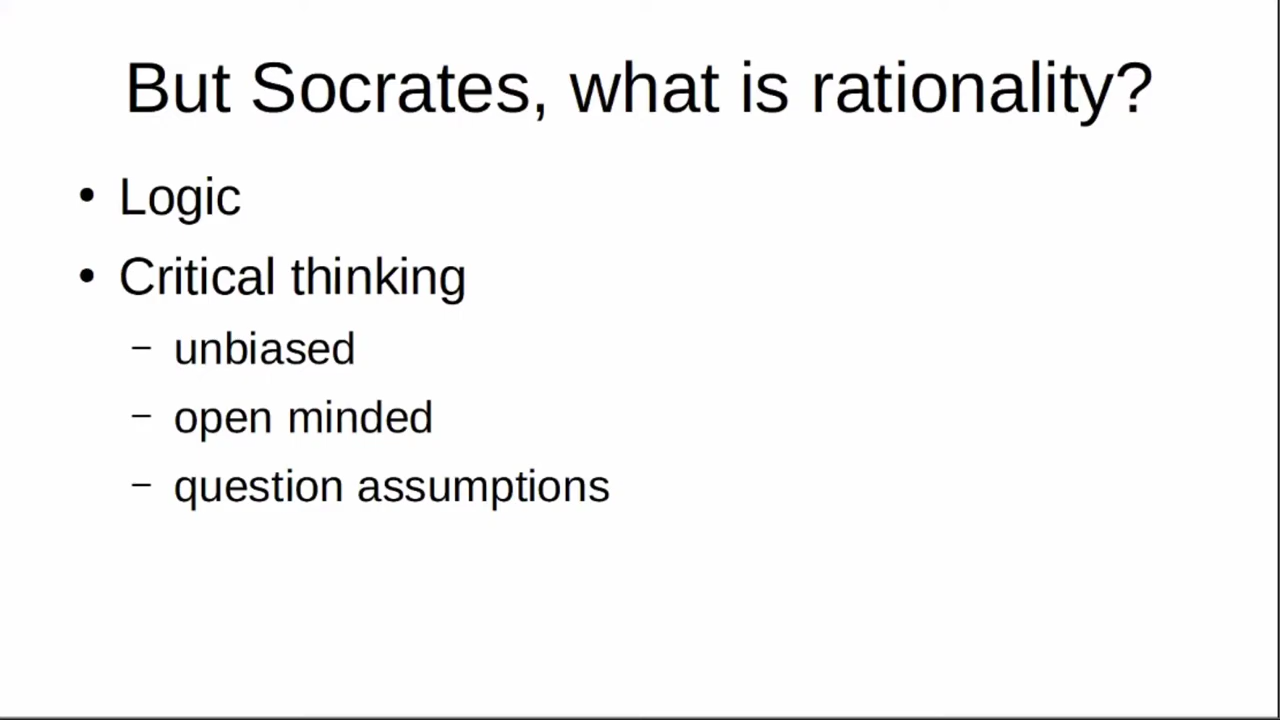 But Socrates, what is rationality?
• Logic
• Critical thinking
– unbiased
– open minded
– question assumptions